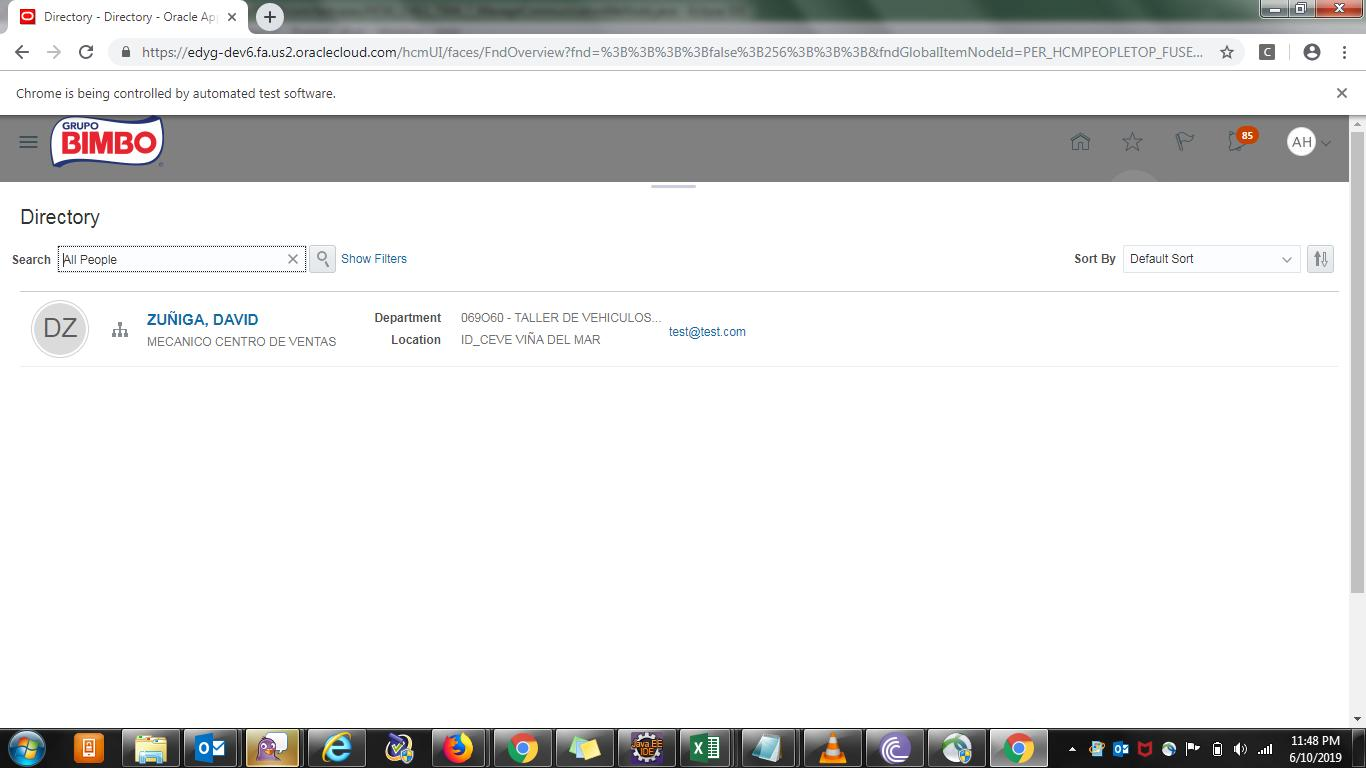 Directory - Directory - Oracle Ap
https://edyg-dev6.fa.us2.oraclecloud.com/hcmUI/faces/FndOverview?fnd=%3B%3B%3B%3Bfalse%3B256%3B%3B%3B&fndGlobalItemNodeId=PER_HCMPEOPLETOP_FUSE...
C
Chrome is being controlled by automated test software.
GRUPO
BIMBO
85
AH
Directory
Search All People Show Filters Sort By Default Sort
DZ
ZUÑIGA, DAVID
MECANICO CENTRO DE VENTAS
Department 069O60 - TALLER DE VEHICULOS...
Location ID_CEVE VIÑA DEL MAR
test@test.com
Java EE
IDE
11:48 PM
6/10/2019